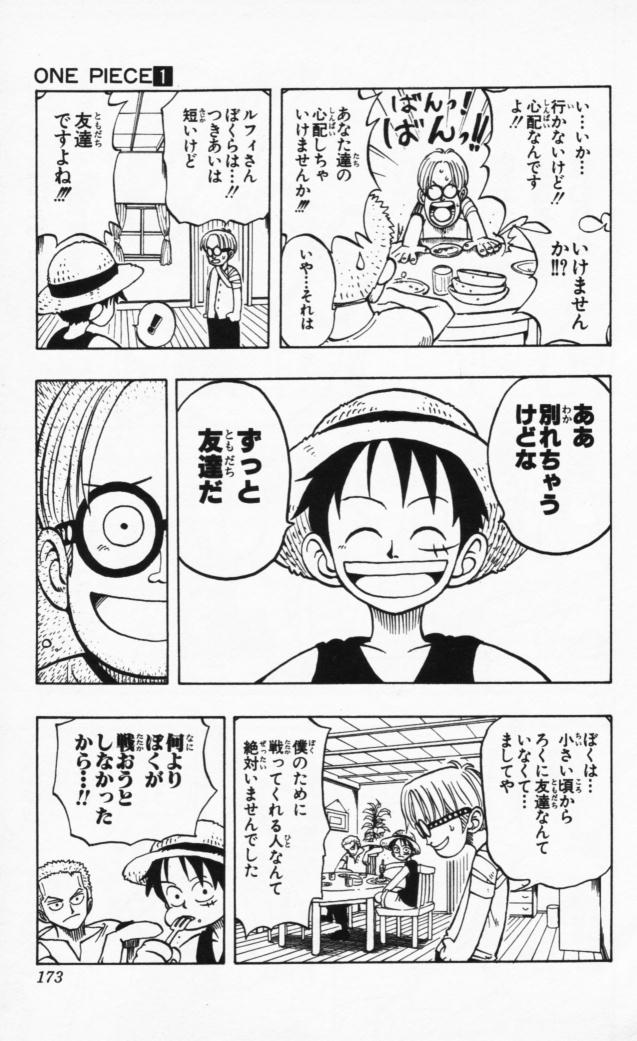 ONE PIECE 1
い…いか…
行かないけど!!
心配なんです
よ!!
いけません
か!!!?
ばんっ!
ばんっ!!
あなた達の
心配しちゃ
いけませんか!!!
いや…それは
ルフィさん
ぼくらは…!!
つきあいは
短いけど
友達
ですよね!!!
ああ
別れちゃう
けどな
ずっと
友達だ
ぼくは…
小さい頃から
ろくに友達なんて
いなくて…
ましてや
僕のために
戦ってくれる人なんて
絶対いませんでした
何より
ぼくが
戦おうと
しなかった
から…!!
173